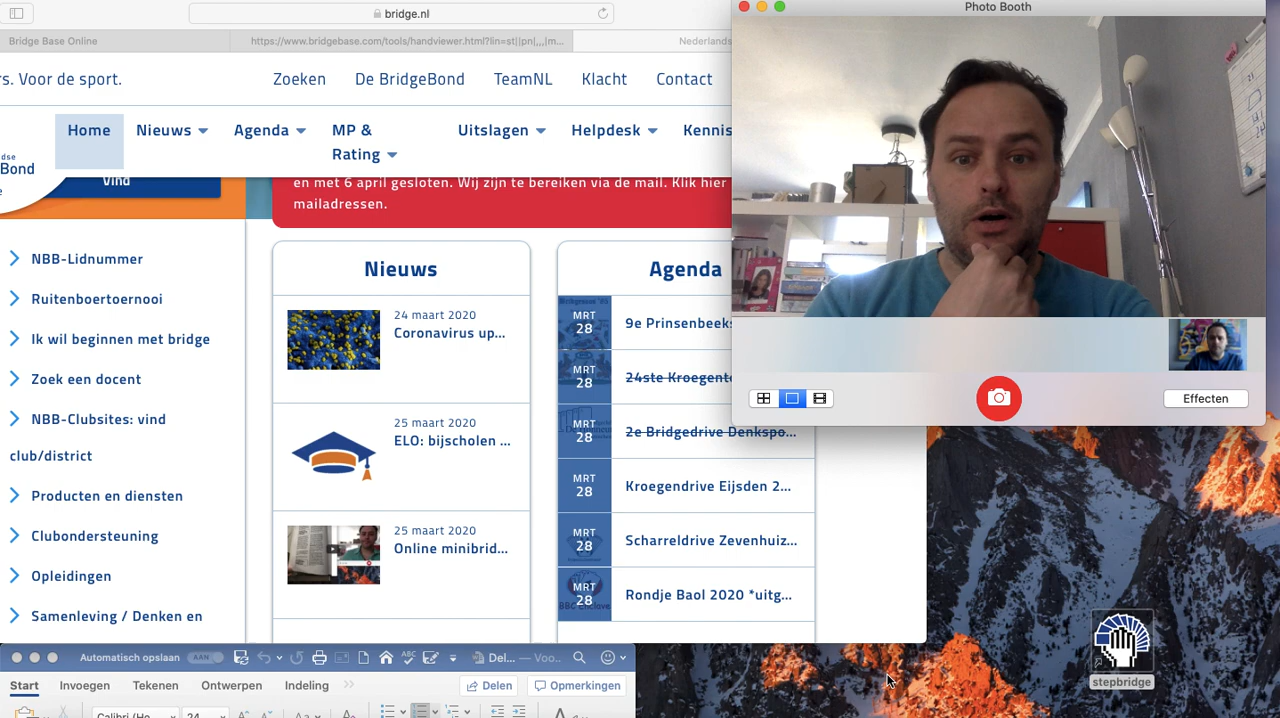 bridge.nl
Bridge Base Online
https://www.bridgebase.com/tools/handviewer.html?lin=st||pn|,,,|m...
Nederlands
rs. Voor de sport.
Zoeken
De BridgeBond
TeamNL
Klacht
Contact
dse
Bond
e
Home
Nieuws
Agenda
MP &
Rating
Uitslagen
Helpdesk
Kennis
Vind
en met 6 april gesloten. Wij zijn te bereiken via de mail. Klik hier
mailadressen.
NBB-Lidnummer
Ruitenboertoernooi
Ik wil beginnen met bridge
Zoek een docent
NBB-Clubsites: vind
club/district
Producten en diensten
Clubondersteuning
Opleidingen
Samenleving / Denken en
Nieuws
24 maart 2020
Coronavirus up...
25 maart 2020
ELO: bijscholen ...
25 maart 2020
Online minibrid...
Agenda
MRT
28
9e Prinsenbeeks
MRT
28
24ste Kroegent
MRT
28
2e Bridgedrive Denkspo...
MRT
28
Kroegendrive Eijsden 2...
MRT
28
Scharreldrive Zevenhuiz...
MRT
28
Rondje Baol 2020 *uitg...
Photo Booth
Effecten
stepbridge
Automatisch opslaan
AAN
ABC
Del...
— Voo...
Start
Invoegen
Tekenen
Ontwerpen
Indeling
Delen
Opmerkingen
Calibri (Ho...
24